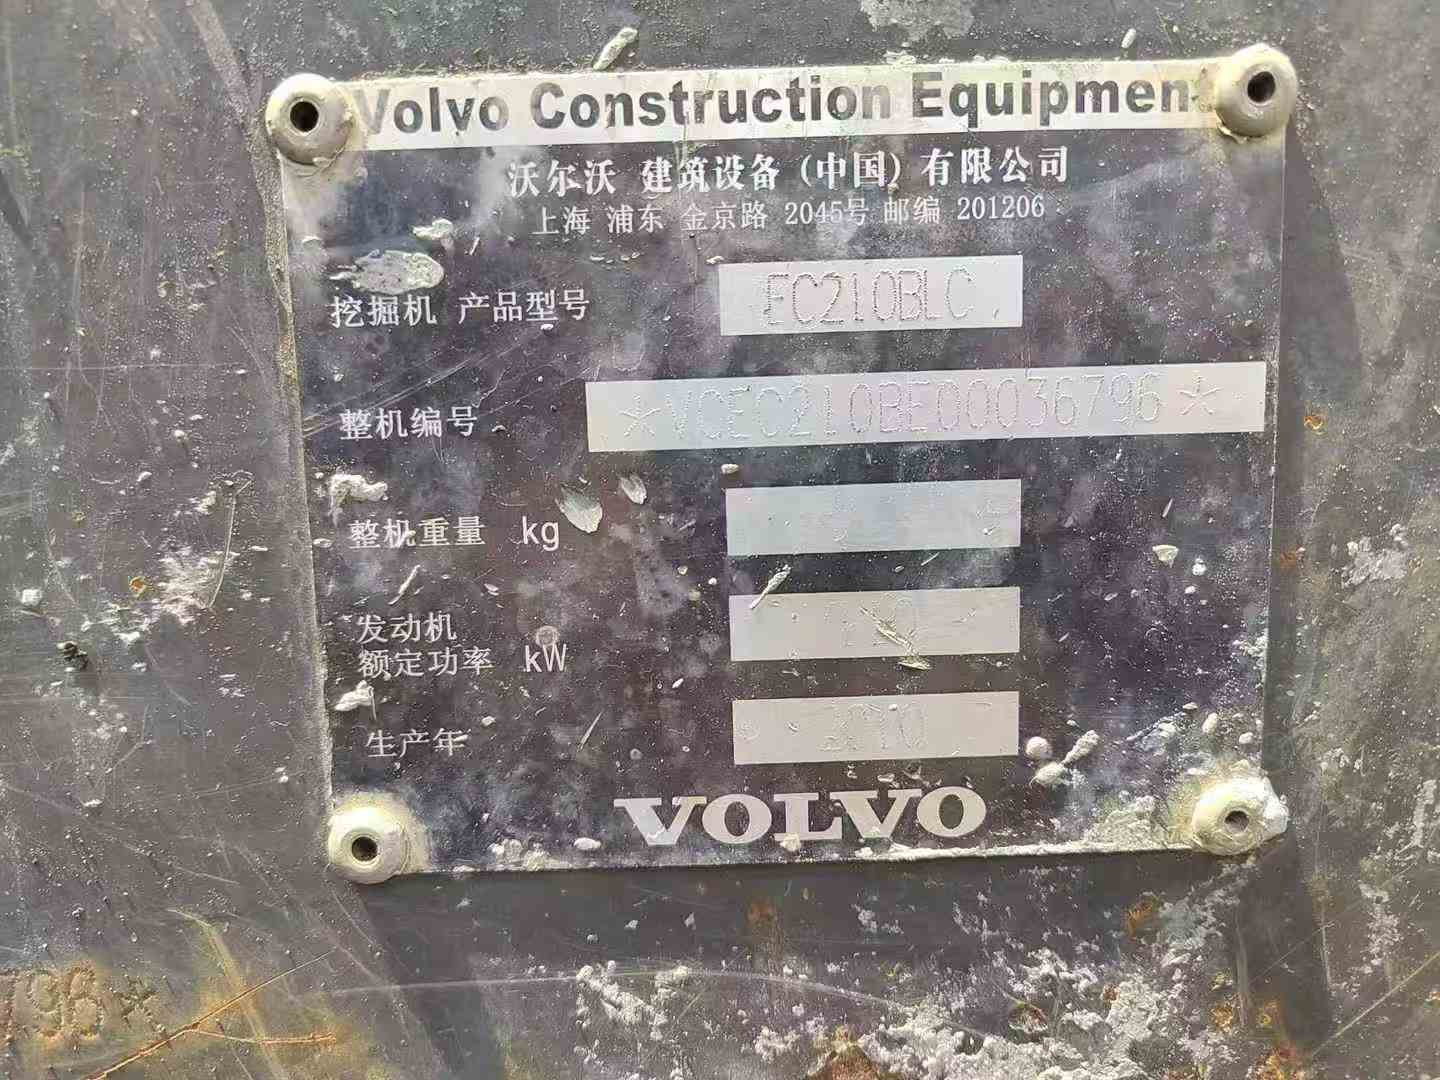 Volvo Construction Equipmen
沃尔沃 建筑设备（中国）有限公司
上海 浦东 金京路 2045号 邮编 201206
挖掘机 产品型号 EC210BLC
整机编号 *VCEC210BE00036796*
整机重量 kg
发动机
额定功率 kW
生产年 2010
VOLVO